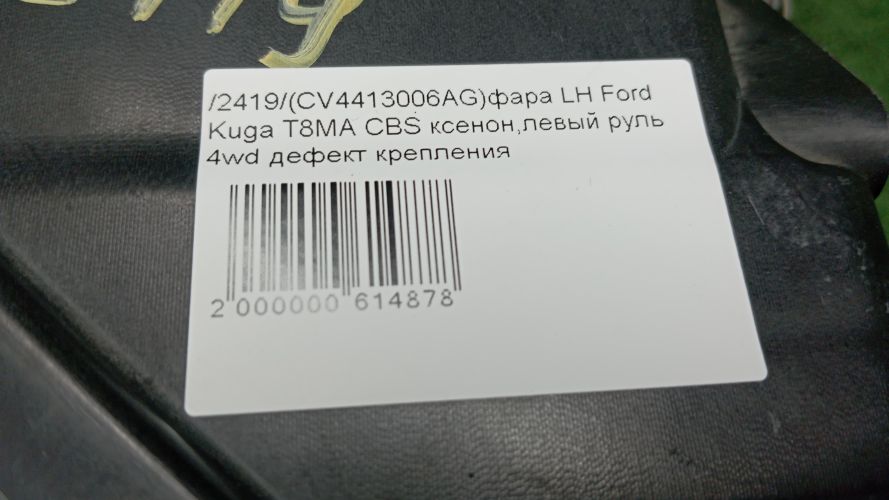 /2419/(CV4413006AG)фара LH Ford
Kuga T8MA CBS ксенон,левый руль
4wd дефект крепления
2 000000 614878